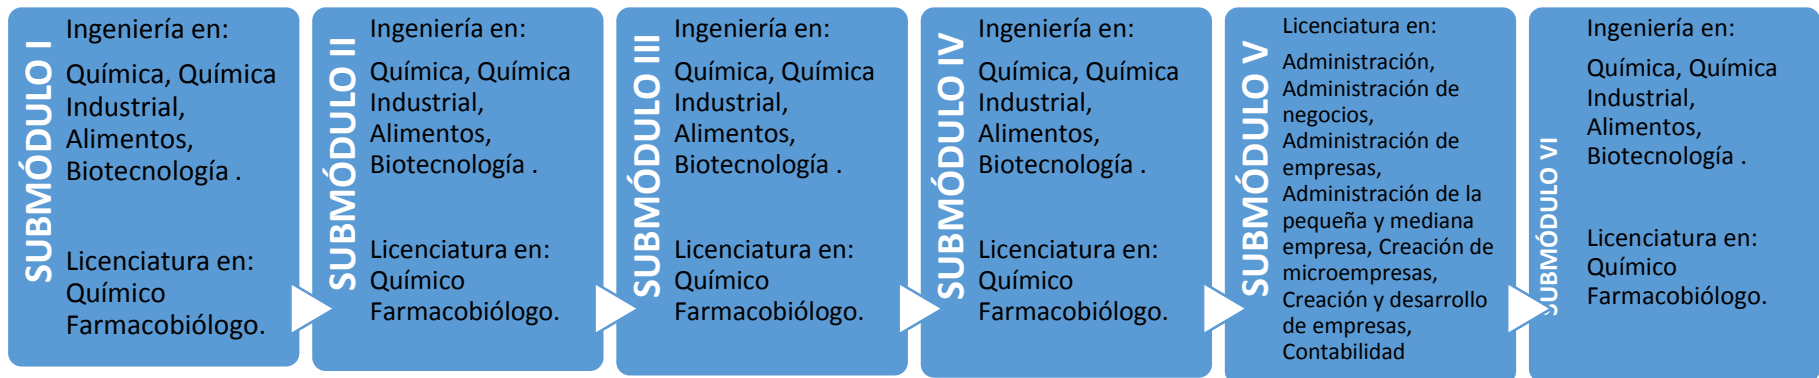 SUBMÓDULO I
Ingeniería en:
Química, Química
Industrial,
Alimentos,
Biotecnología .
Licenciatura en:
Químico
Farmacobiólogo.
SUBMÓDULO II
Ingeniería en:
Química, Química
Industrial,
Alimentos,
Biotecnología .
Licenciatura en:
Químico
Farmacobiólogo.
SUBMÓDULO III
Ingeniería en:
Química, Química
Industrial,
Alimentos,
Biotecnología .
Licenciatura en:
Químico
Farmacobiólogo.
SUBMÓDULO IV
Ingeniería en:
Química, Química
Industrial,
Alimentos,
Biotecnología .
Licenciatura en:
Químico
Farmacobiólogo.
SUBMÓDULO V
Licenciatura en:
Administración,
Administración de
negocios,
Administración de
empresas,
Administración de la
pequeña y mediana
empresa, Creación de
microempresas,
Creación y desarrollo
de empresas,
Contabilidad
SUBMÓDULO VI
Ingeniería en:
Química, Química
Industrial,
Alimentos,
Biotecnología .
Licenciatura en:
Químico
Farmacobiólogo.